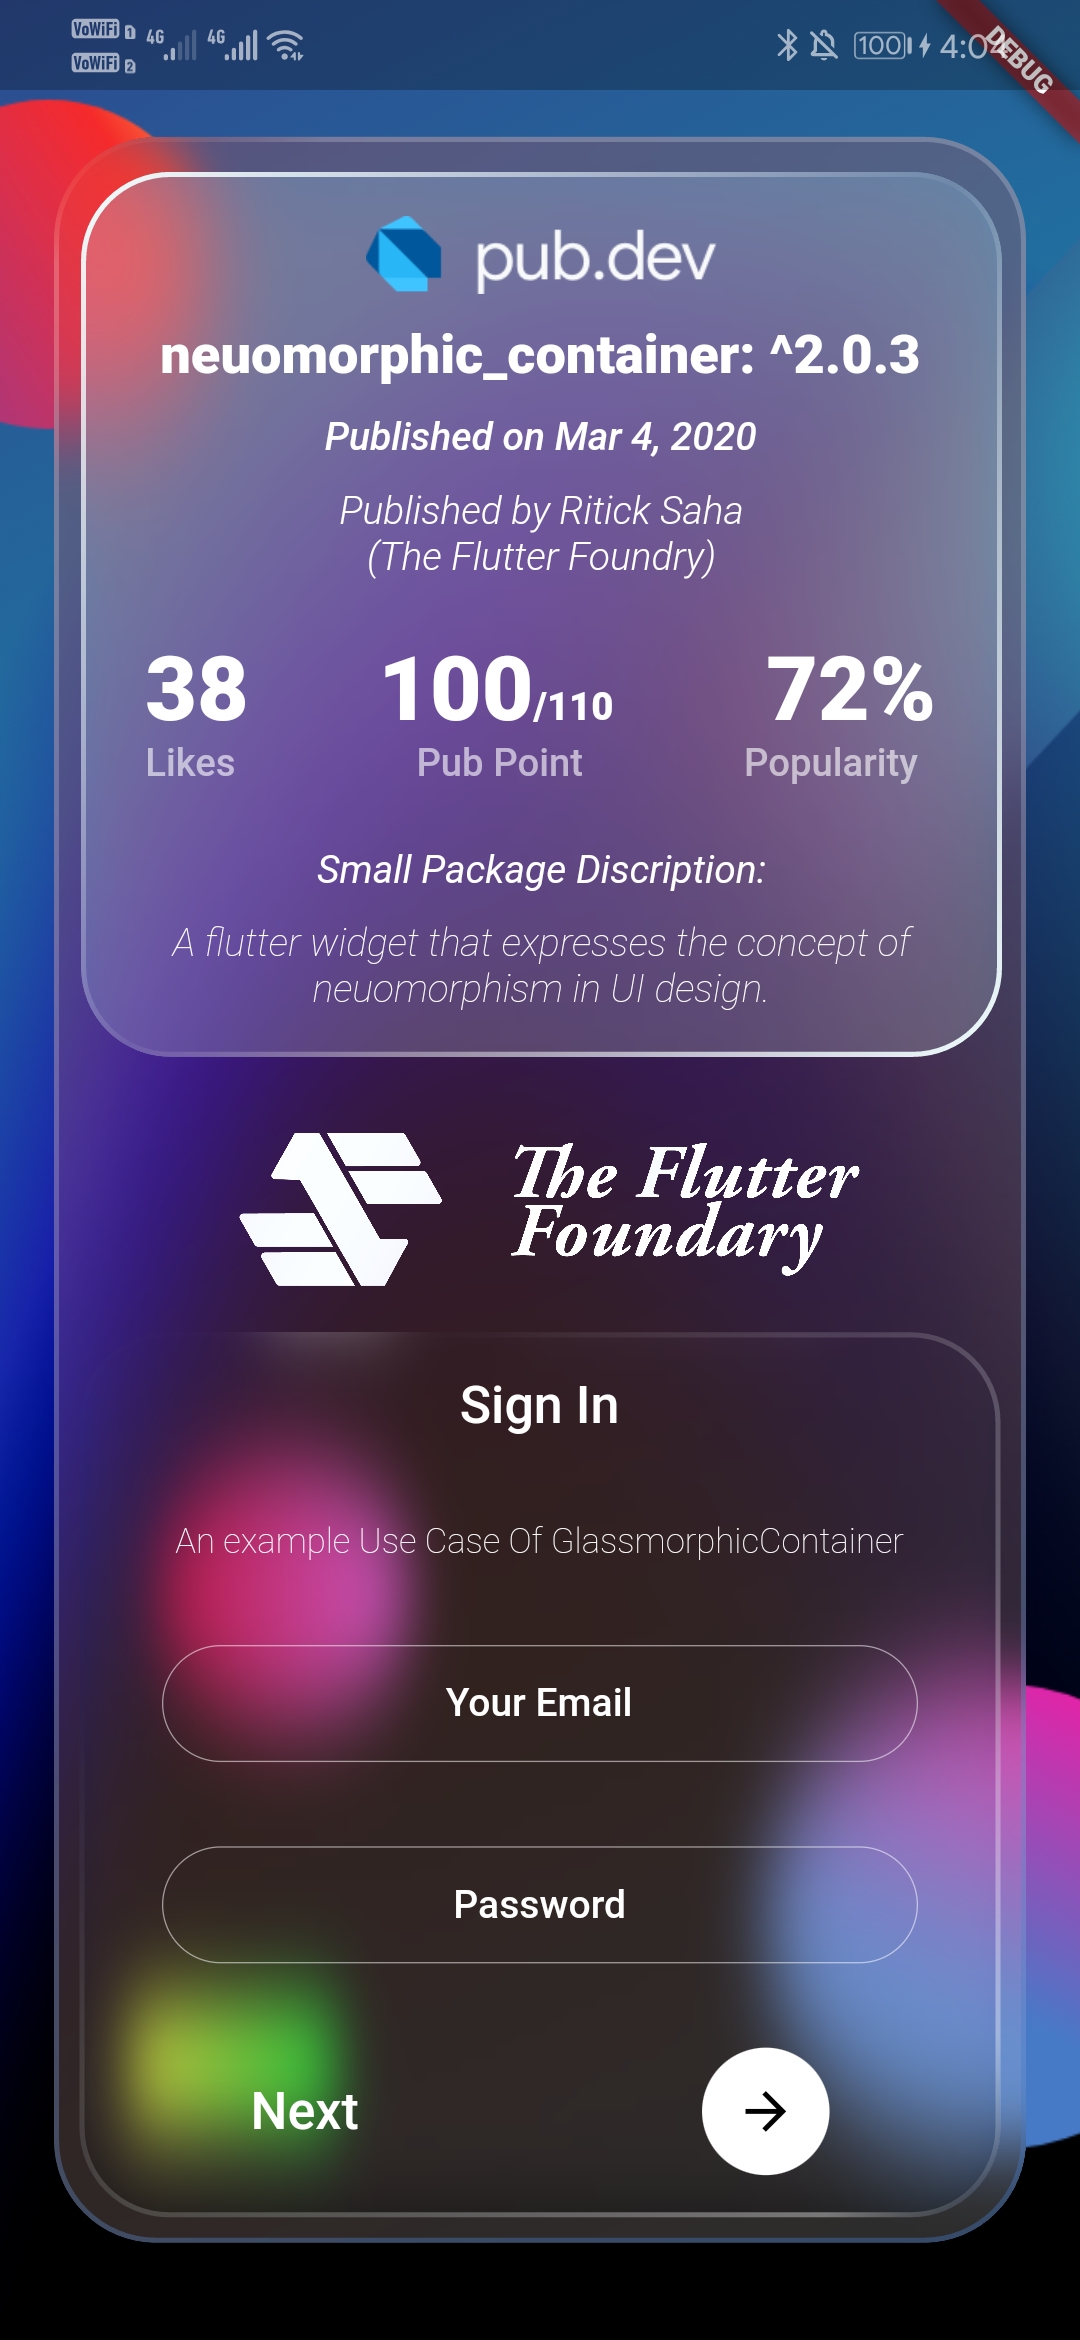 VoWiFi 1 4G 4G 100
VoWiFi 2
DEBUG
pub.dev
neuomorphic_container: ^2.0.3
Published on Mar 4, 2020
Published by Ritick Saha
(The Flutter Foundry)
38 100/110 72%
Likes Pub Point Popularity
Small Package Discription:
A flutter widget that expresses the concept of
neuomorphism in UI design.
The Flutter
Foundary
Sign In
An example Use Case Of GlassmorphicContainer
Your Email
Password
Next